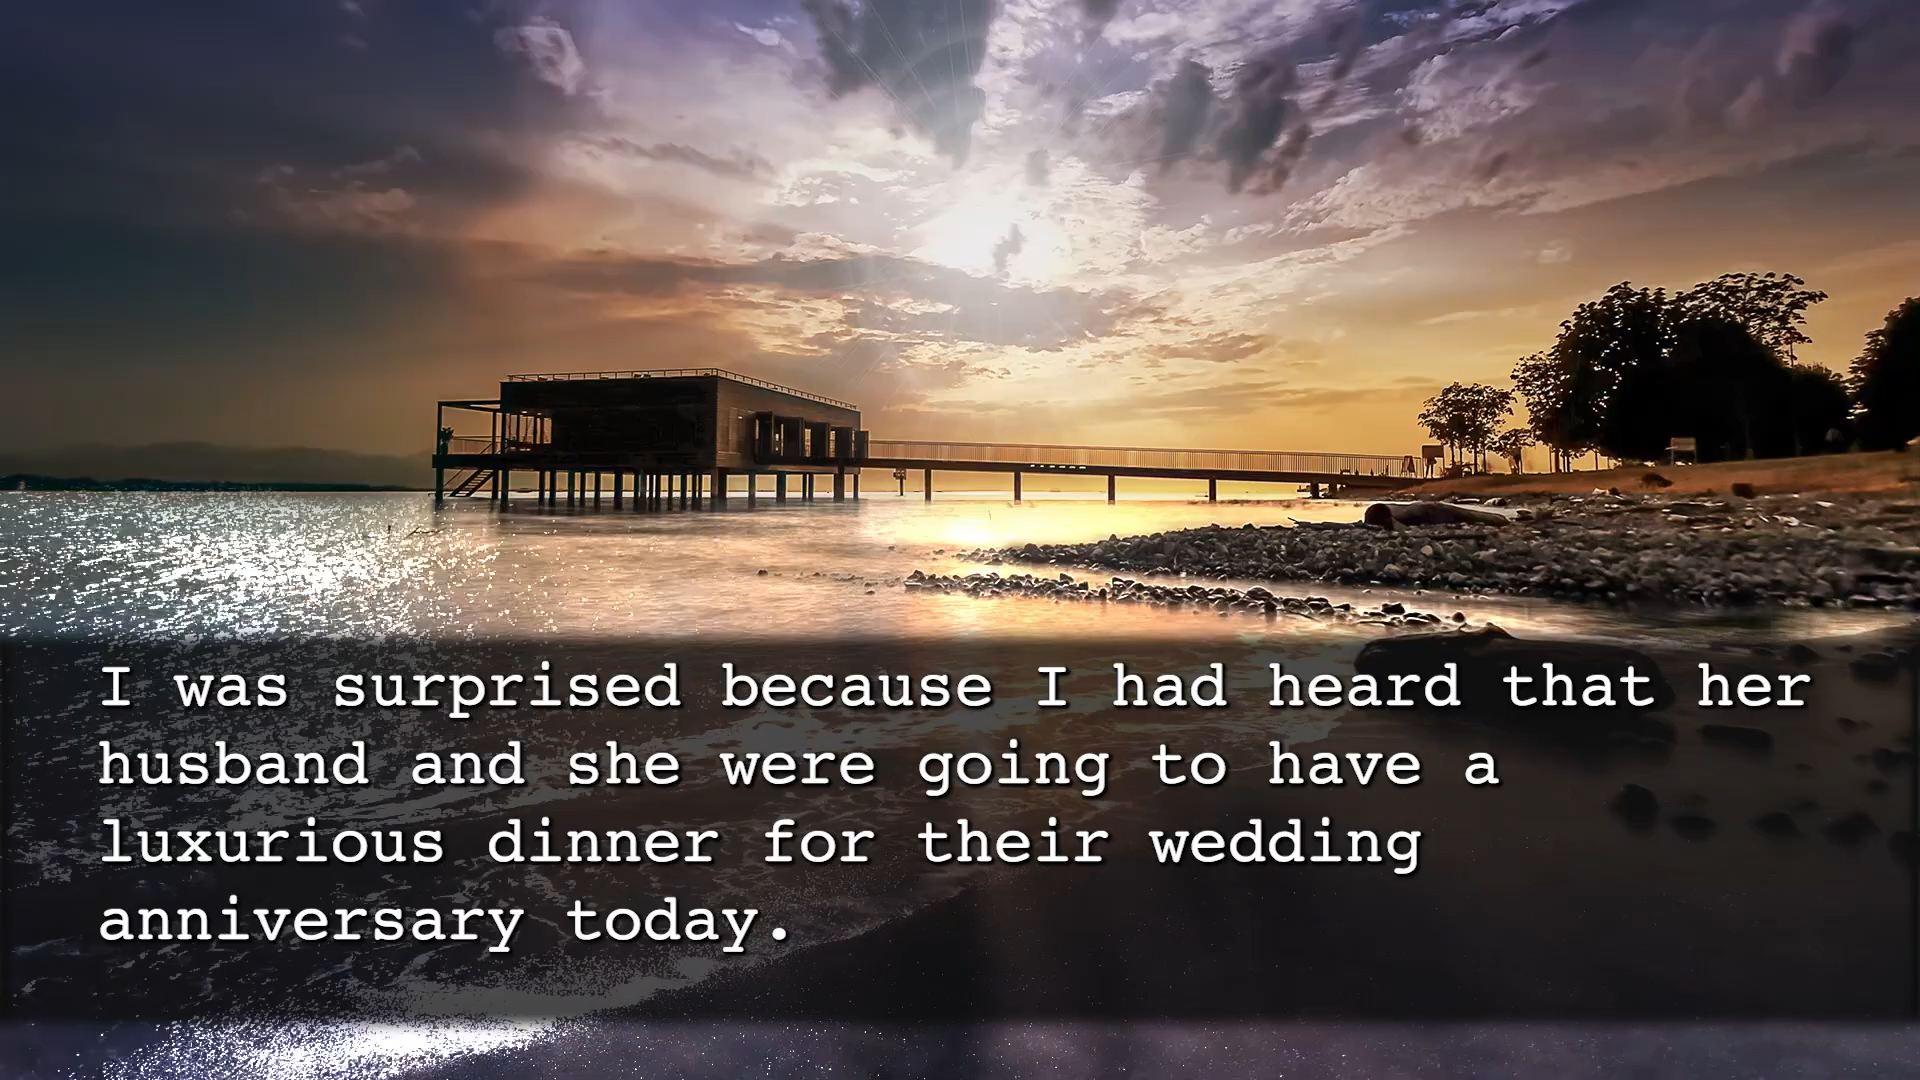 I was surprised because I had heard that her
husband and she were going to have a
luxurious dinner for their wedding
anniversary today.